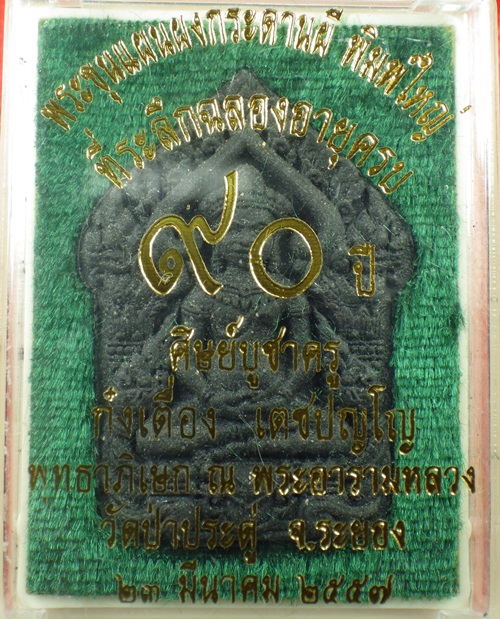 พระขุนแผนผงกระดานผี พิมพ์ใหญ่
ที่ระลึกฉลองอายุครบ
๙๐ ปี
ศิษย์บูชาครู
ก๋งเตื่อง เตชปญฺโญ
พุทธาภิเษก ณ พระอารามหลวง
วัดป่าประดู่ จ.ระยอง
๒๓ มีนาคม ๒๕๕๗